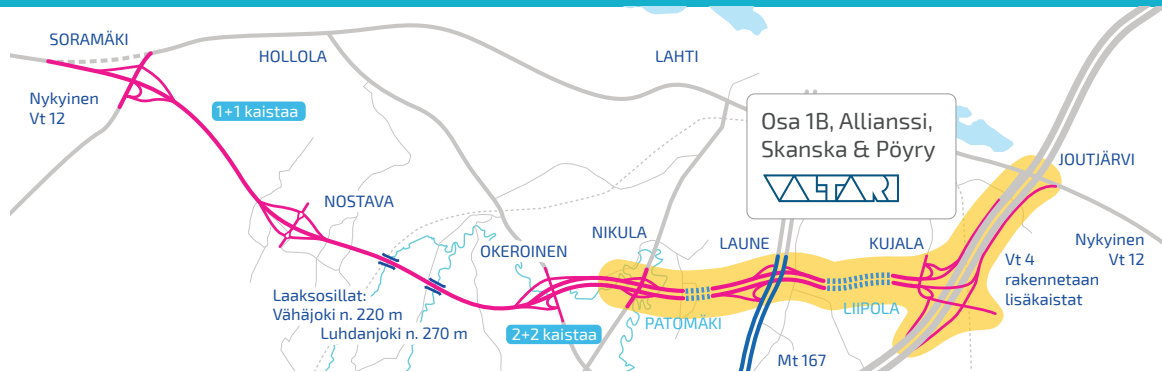 SORAMÄKI
HOLLOLA
LAHTI
Nykyinen
Vt 12
1+1 kaistaa
Osa 1B, Allianssi,
Skanska & Pöyry
VALTARI
JOUTJÄRVI
NOSTAVA
NIKULA
LAUNE
KUJALA
OKEROINEN
Nykyinen
Vt 12
Vt 4
rakennetaan
lisäkaistat
Laaksosillat:
Vähäjoki n. 220 m
Luhdanjoki n. 270 m
2+2 kaistaa
PATOMÄKI
LIIPOLA
Mt 167